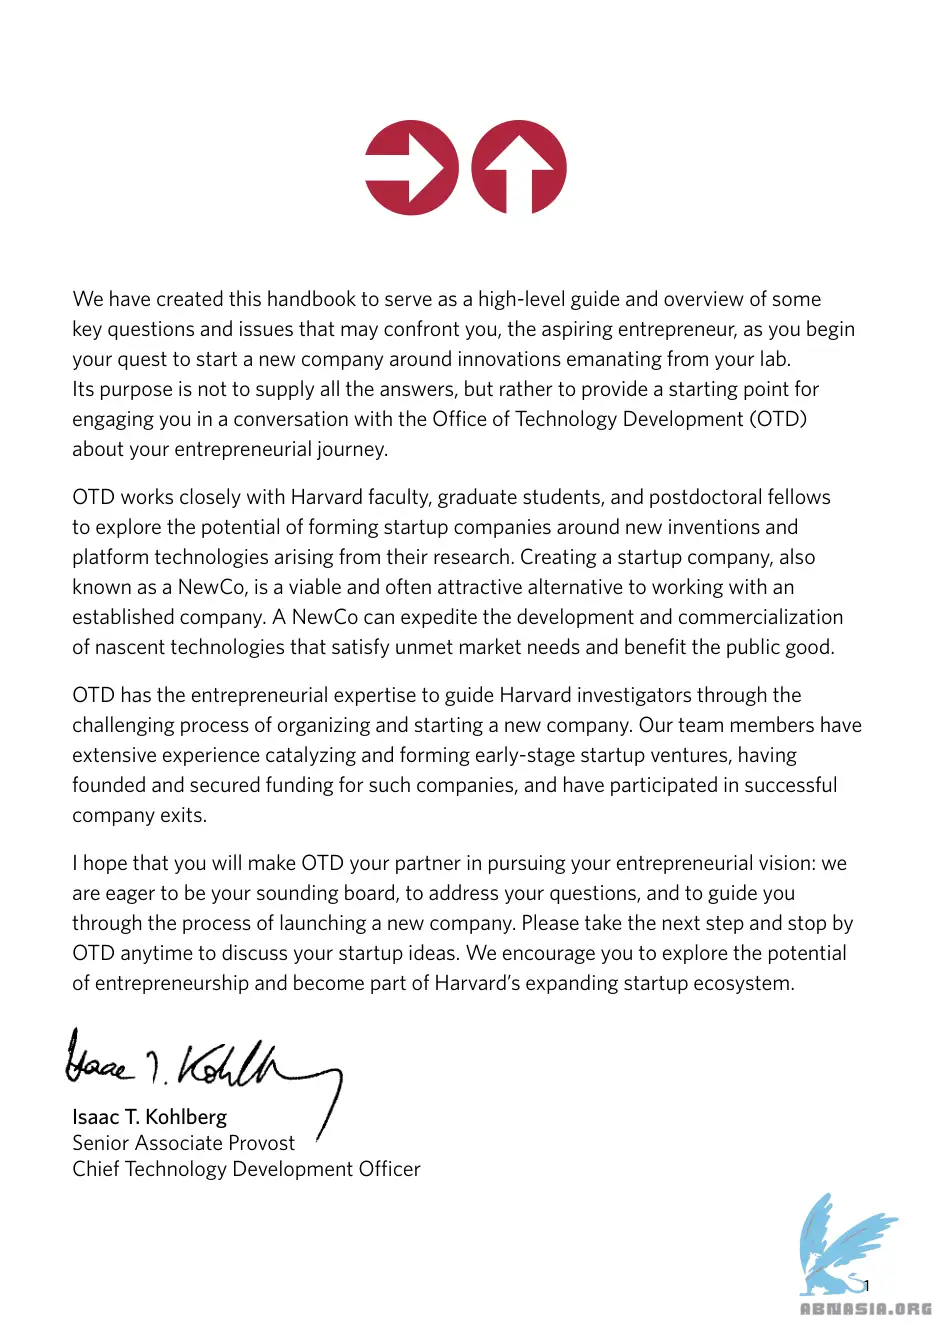 We have created this handbook to serve as a high-level guide and overview of some
key questions and issues that may confront you, the aspiring entrepreneur, as you begin
your quest to start a new company around innovations emanating from your lab.
Its purpose is not to supply all the answers, but rather to provide a starting point for
engaging you in a conversation with the Office of Technology Development (OTD)
about your entrepreneurial journey.
OTD works closely with Harvard faculty, graduate students, and postdoctoral fellows
to explore the potential of forming startup companies around new inventions and
platform technologies arising from their research. Creating a startup company, also
known as a NewCo, is a viable and often attractive alternative to working with an
established company. A NewCo can expedite the development and commercialization
of nascent technologies that satisfy unmet market needs and benefit the public good.
OTD has the entrepreneurial expertise to guide Harvard investigators through the
challenging process of organizing and starting a new company. Our team members have
extensive experience catalyzing and forming early-stage startup ventures, having
founded and secured funding for such companies, and have participated in successful
company exits.
I hope that you will make OTD your partner in pursuing your entrepreneurial vision: we
are eager to be your sounding board, to address your questions, and to guide you
through the process of launching a new company. Please take the next step and stop by
OTD anytime to discuss your startup ideas. We encourage you to explore the potential
of entrepreneurship and become part of Harvard's expanding startup ecosystem.
Isaac T. Kohlberg
Isaac T. Kohlberg
Senior Associate Provost
Chief Technology Development Officer
1
ABNASIA.ORG